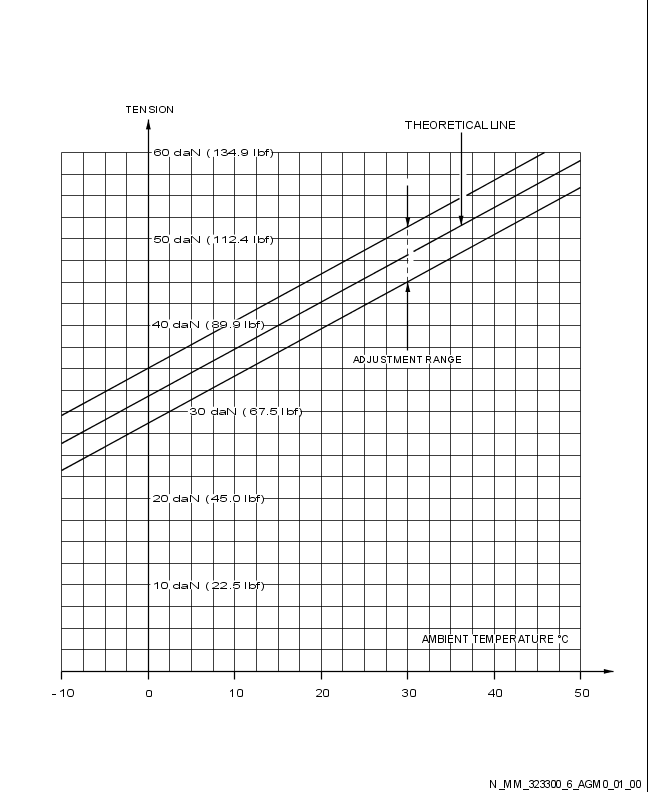 TENSION
THEORETICAL LINE
60 daN (134.9 lbf)
50 daN (112.4 lbf)
40 daN (89.9 lbf)
ADJUSTMENT RANGE
30 daN (67.5 lbf)
20 daN (45.0 lbf)
10 daN (22.5 lbf)
AMBIENT TEMPERATURE °C
-10 0 10 20 30 40 50
N_MM_323300_6_AGM0_01_00